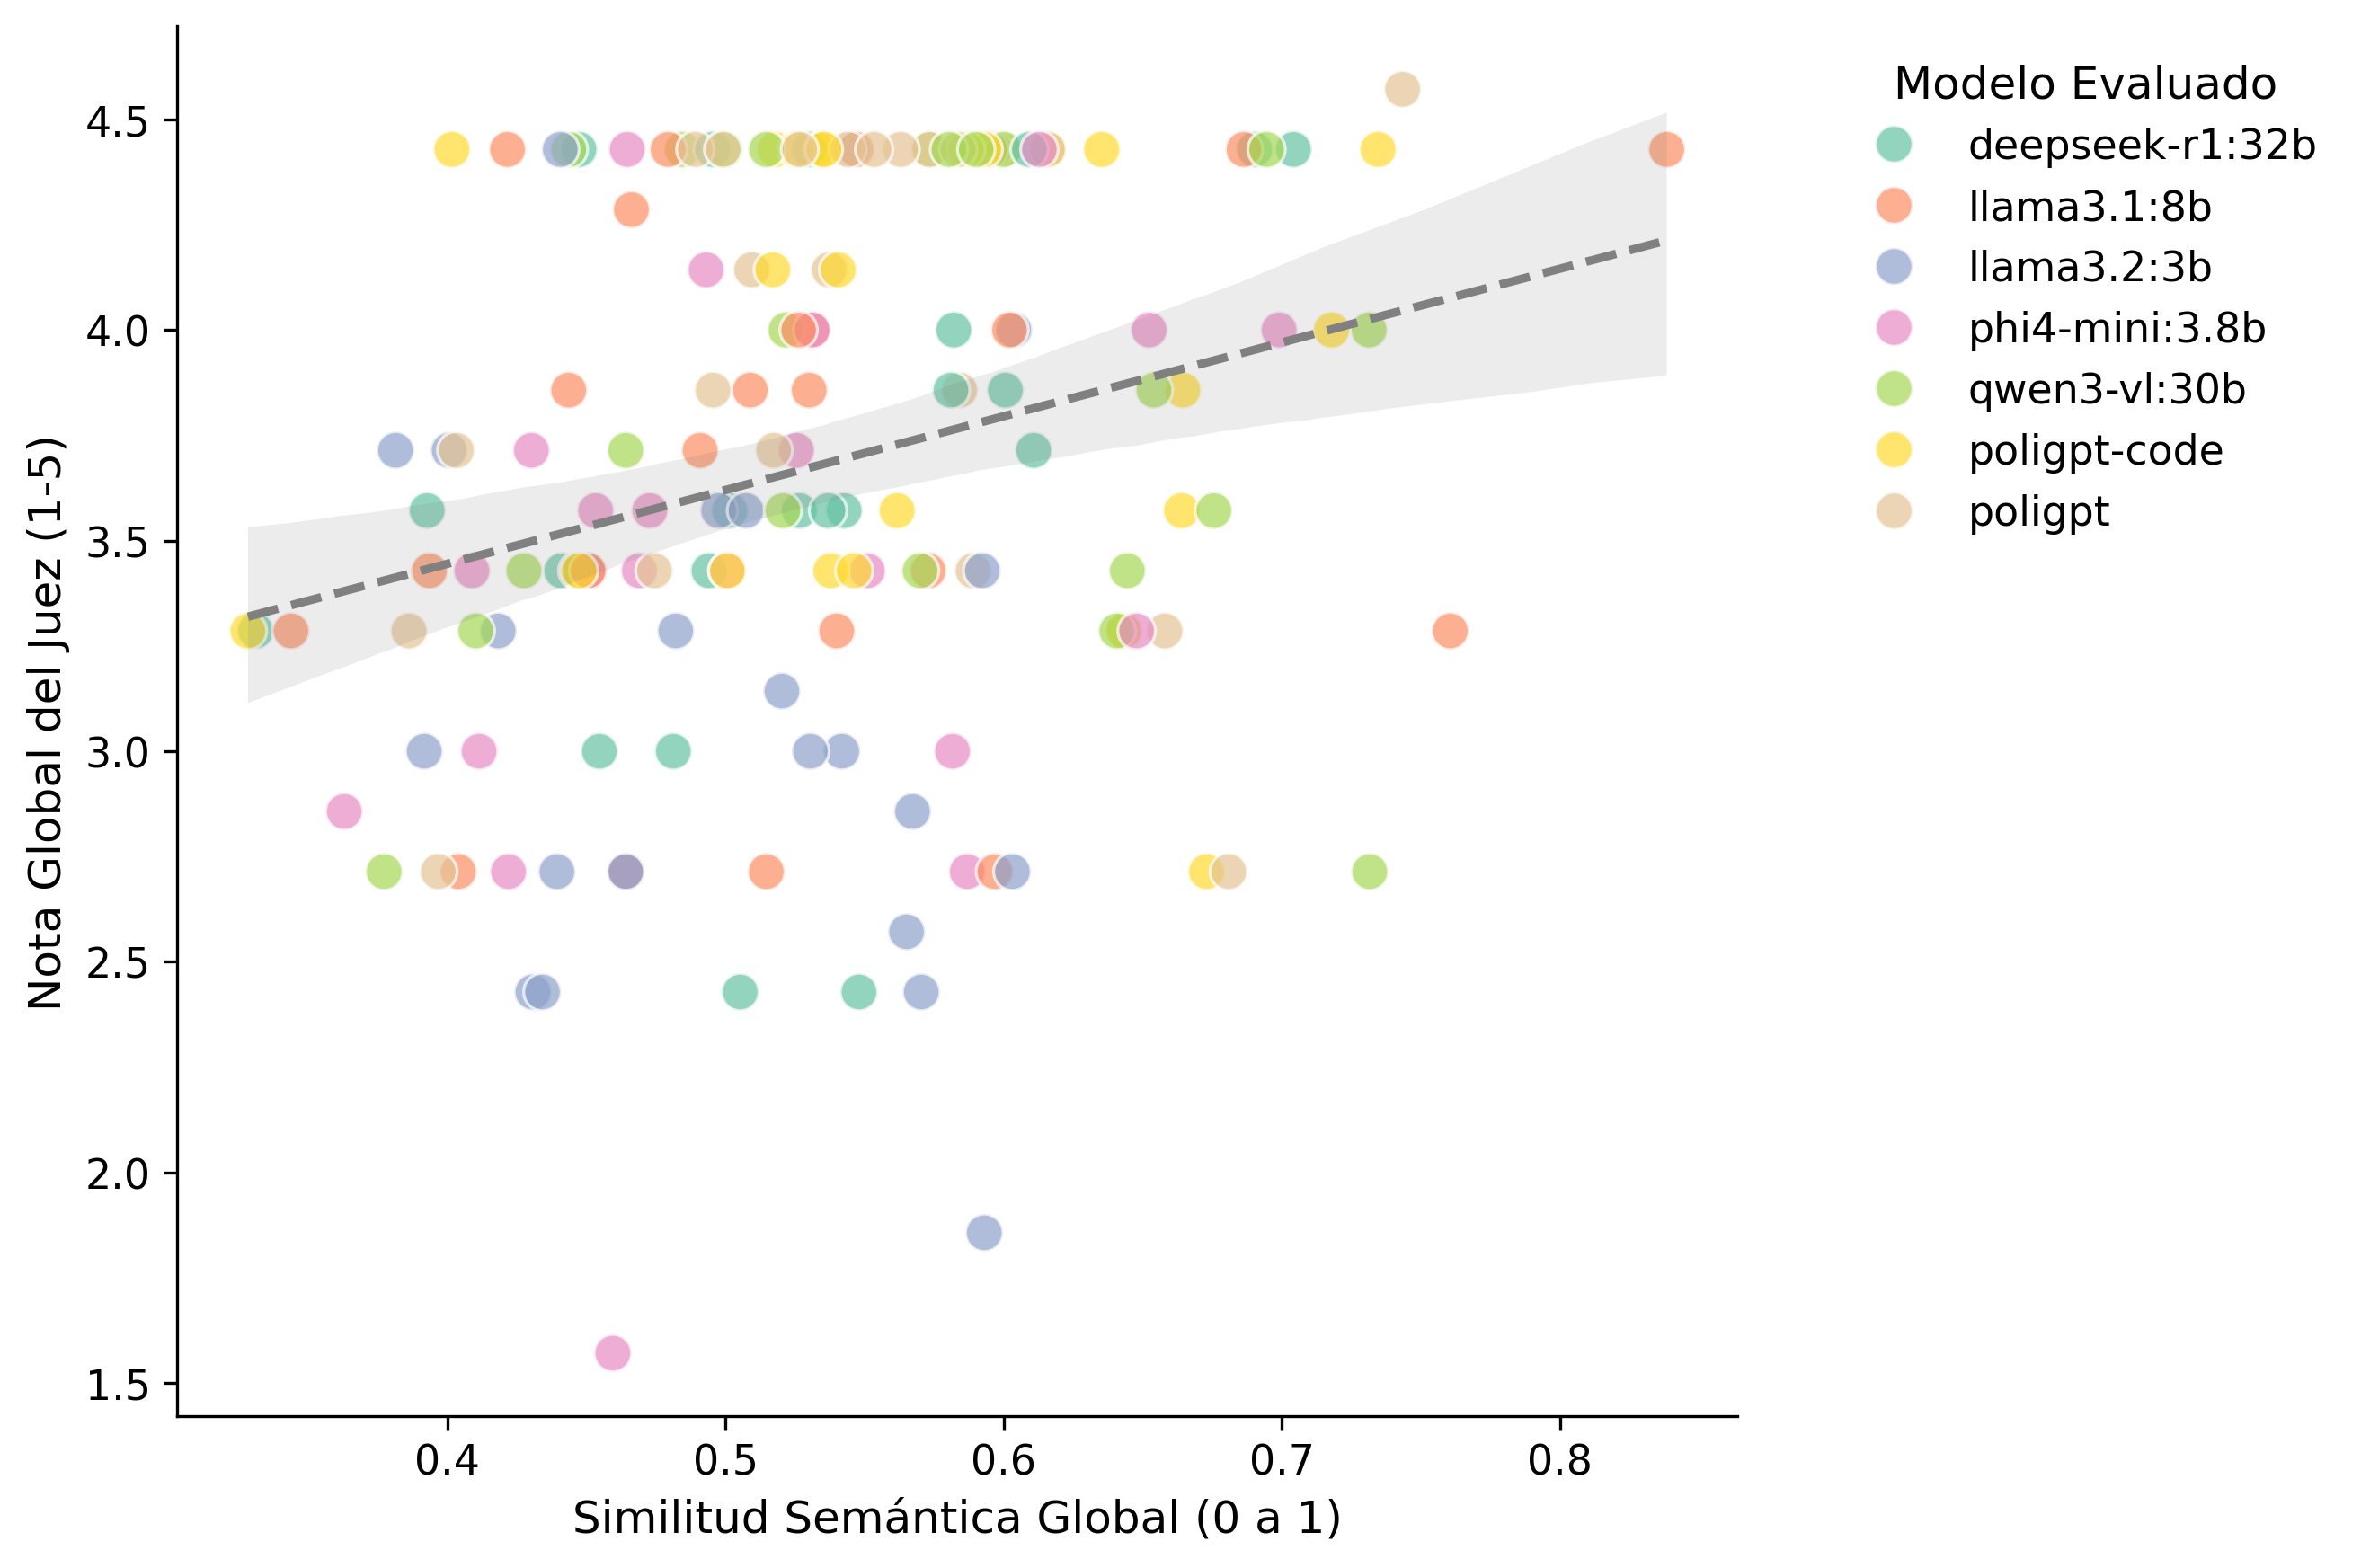 4.5
4.0
3.5
3.0
2.5
2.0
1.5
Nota Global del Juez (1-5)
0.4 0.5 0.6 0.7 0.8
Similitud Semántica Global (0 a 1)
Modelo Evaluado
deepseek-r1:32b
llama3.1:8b
llama3.2:3b
phi4-mini:3.8b
qwen3-vl:30b
poligpt-code
poligpt